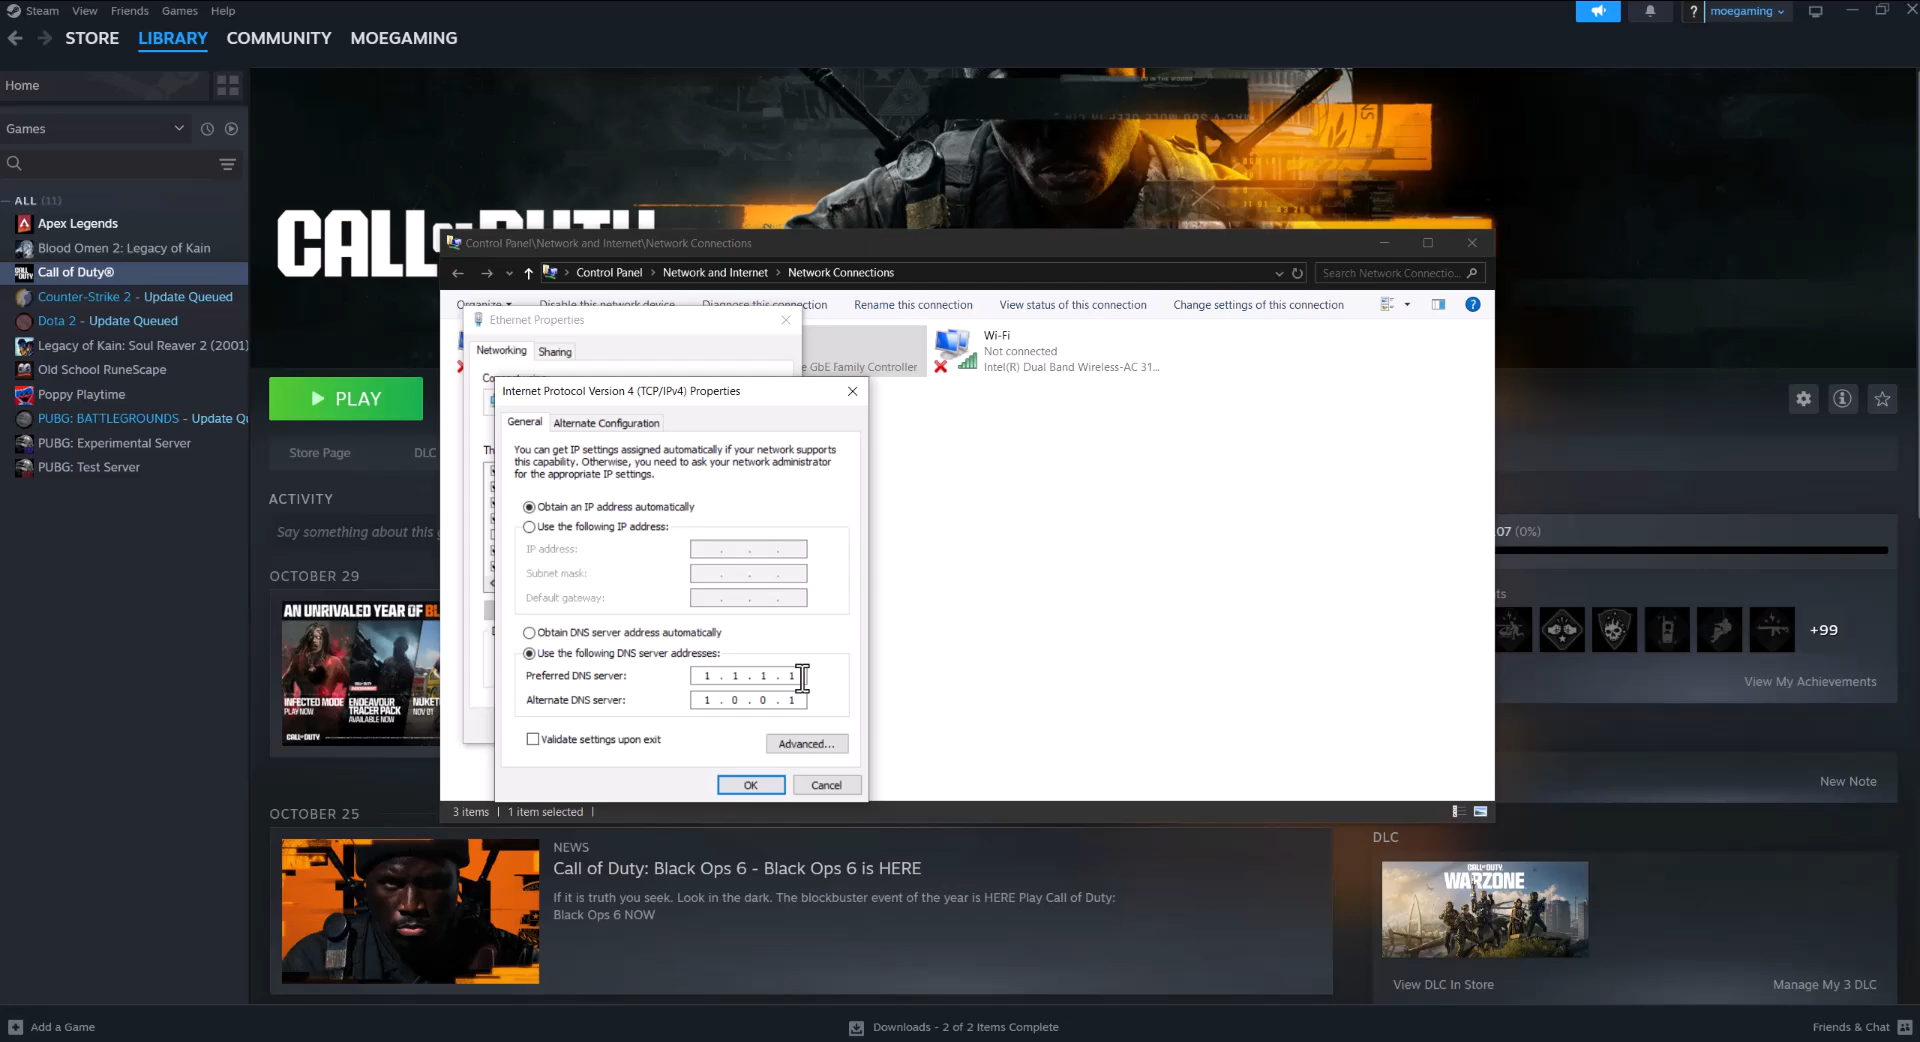 Steam View Friends Games Help
moegaming
STORE LIBRARY COMMUNITY MOEGAMING
Home
Games
ALL (11)
Apex Legends
Blood Omen 2: Legacy of Kain
Call of Duty®
Counter-Strike 2 - Update Queued
Dota 2 - Update Queued
Legacy of Kain: Soul Reaver 2 (2001)
Old School RuneScape
Poppy Playtime
PUBG: BATTLEGROUNDS - Update Qu
PUBG: Experimental Server
PUBG: Test Server
CALL OF DUTY
Control Panel\Network and Internet\Network Connections
Control Panel > Network and Internet > Network Connections
Search Network Connectio...
Organize Disable this network device Diagnose this connection Rename this connection View status of this connection Change settings of this connection
Wi-Fi
Not connected
Intel(R) Dual Band Wireless-AC 31...
e GbE Family Controller
Ethernet Properties
Networking Sharing
Internet Protocol Version 4 (TCP/IPv4) Properties
General Alternate Configuration
You can get IP settings assigned automatically if your network supports
this capability. Otherwise, you need to ask your network administrator
for the appropriate IP settings.
Obtain an IP address automatically
Use the following IP address:
IP address: . . .
Subnet mask: . . .
Default gateway: . . .
Obtain DNS server address automatically
Use the following DNS server addresses:
Preferred DNS server: 1 . 1 . 1 . 1
Alternate DNS server: 1 . 0 . 0 . 1
Validate settings upon exit
Advanced...
OK Cancel
3 items 1 item selected
PLAY
Store Page DLC
ACTIVITY
Say something about this g
OCTOBER 29
AN UNRIVALED YEAR OF BL
INFECTED MODE
PLAY NOW
ENDEAVOUR
TRACER PACK
AVAILABLE NOW
NUKET
NOV 01
CALL OF DUTY
07 (0%)
ts
+99
View My Achievements
New Note
OCTOBER 25
NEWS
Call of Duty: Black Ops 6 - Black Ops 6 is HERE
If it is truth you seek. Look in the dark. The blockbuster event of the year is HERE Play Call of Duty:
Black Ops 6 NOW
DLC
CALL OF DUTY
WARZONE
View DLC In Store Manage My 3 DLC
Add a Game
Downloads - 2 of 2 Items Complete
Friends & Chat